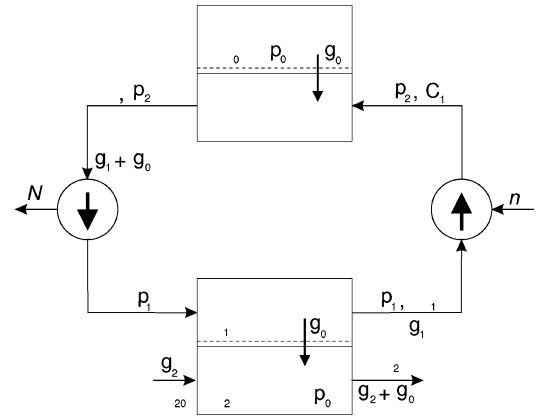 ₀ p₀ g₀
, p₂
p₂, C₁
g₁ + g₀
N
n
p₁
p₁, ₁
g₁
g₀
₁
g₂
₂₀
₂
p₀
₂
g₂ + g₀